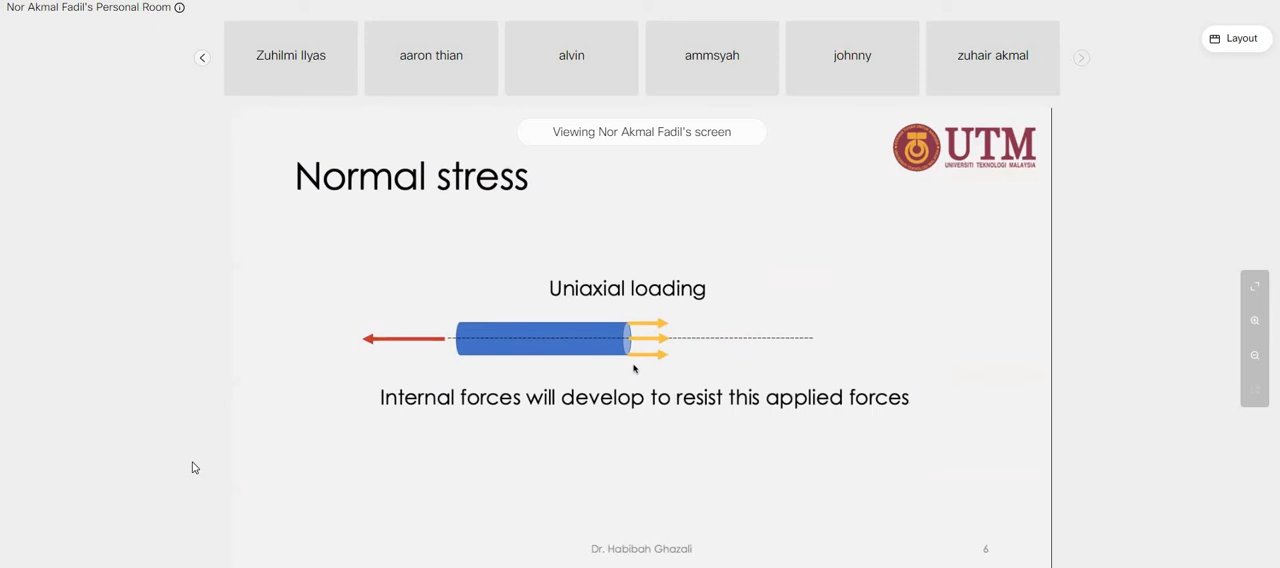 Nor Akmal Fadil's Personal Room
Zuhilmi Ilyas
aaron thian
alvin
ammsyah
johnny
zuhair akmal
Layout
Viewing Nor Akmal Fadil's screen
UTM
UNIVERSITI TEKNOLOGI MALAYSIA
Normal stress
Uniaxial loading
Internal forces will develop to resist this applied forces
Dr. Habibah Ghazali
6